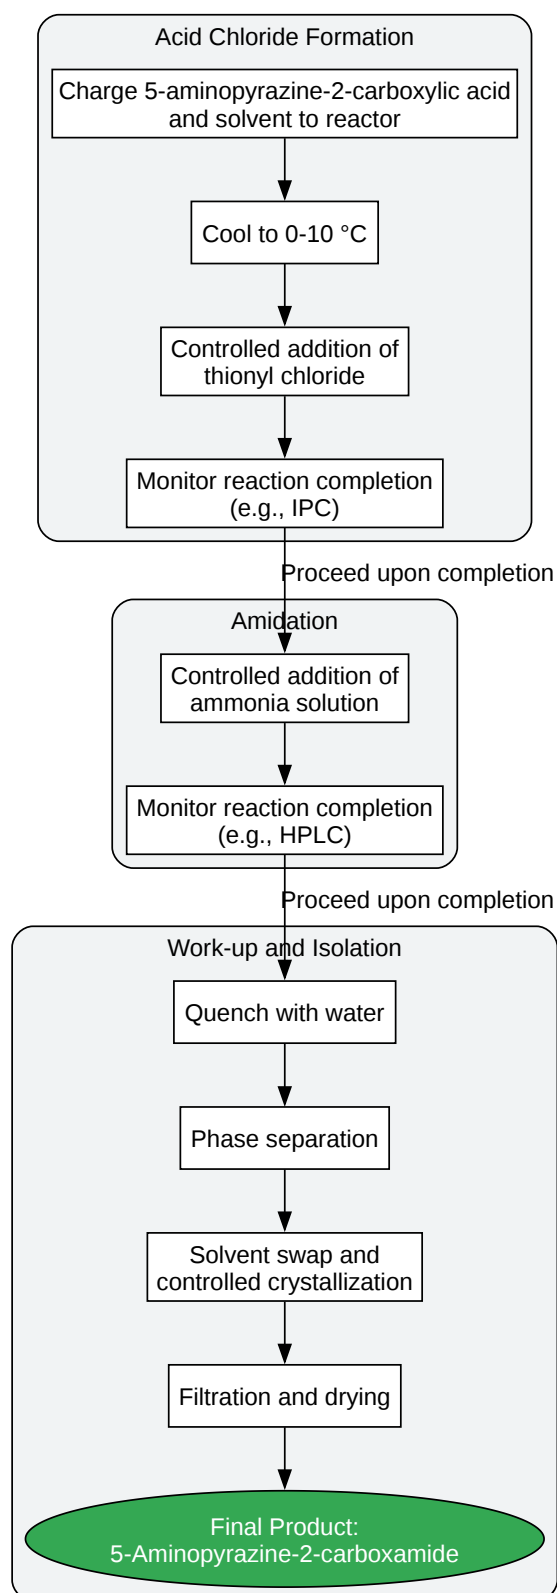 Acid Chloride Formation
Charge 5-aminopyrazine-2-carboxylic acid
and solvent to reactor
Cool to 0-10 °C
Controlled addition of
thionyl chloride
Monitor reaction completion
(e.g., IPC)
Proceed upon completion
Amidation
Controlled addition of
ammonia solution
Monitor reaction completion
(e.g., HPLC)
Proceed upon completion
Work-up and Isolation
Quench with water
Phase separation
Solvent swap and
controlled crystallization
Filtration and drying
Final Product:
5-Aminopyrazine-2-carboxamide